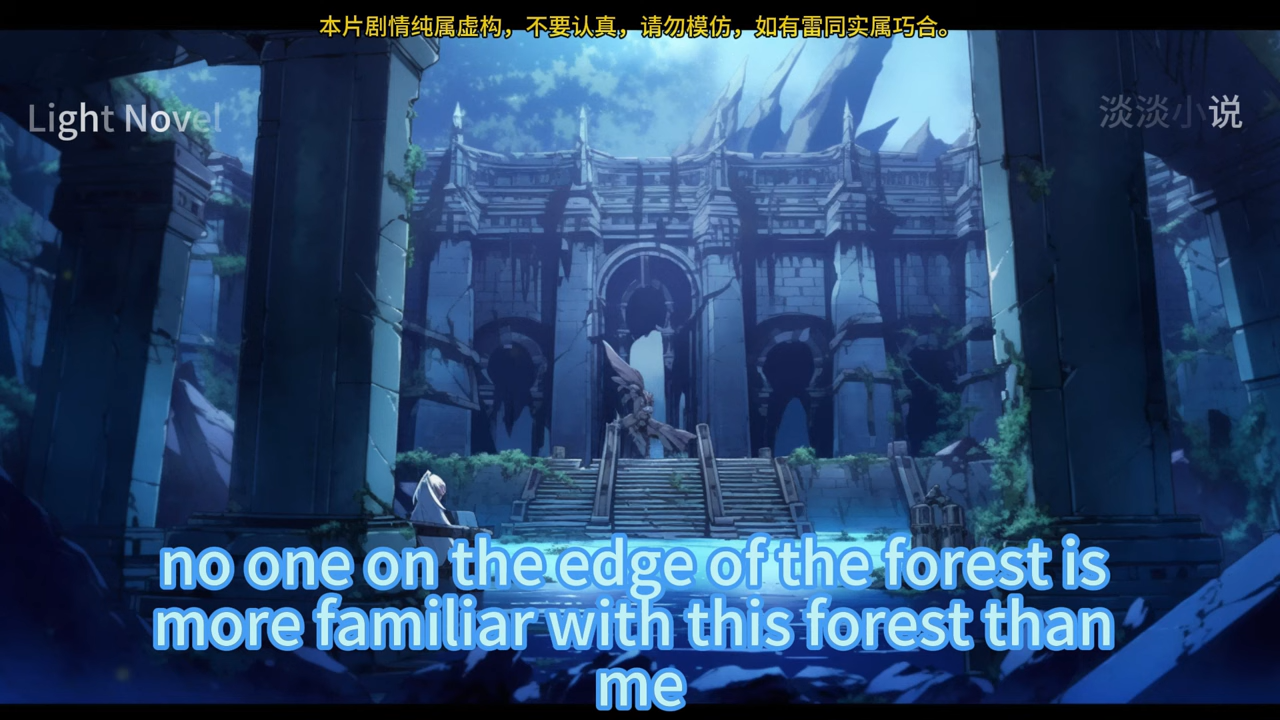 本片剧情纯属虚构，不要认真，请勿模仿，如有雷同实属巧合。
Light Novel
淡淡小说
no one on the edge of the forest is
more familiar with this forest than
me